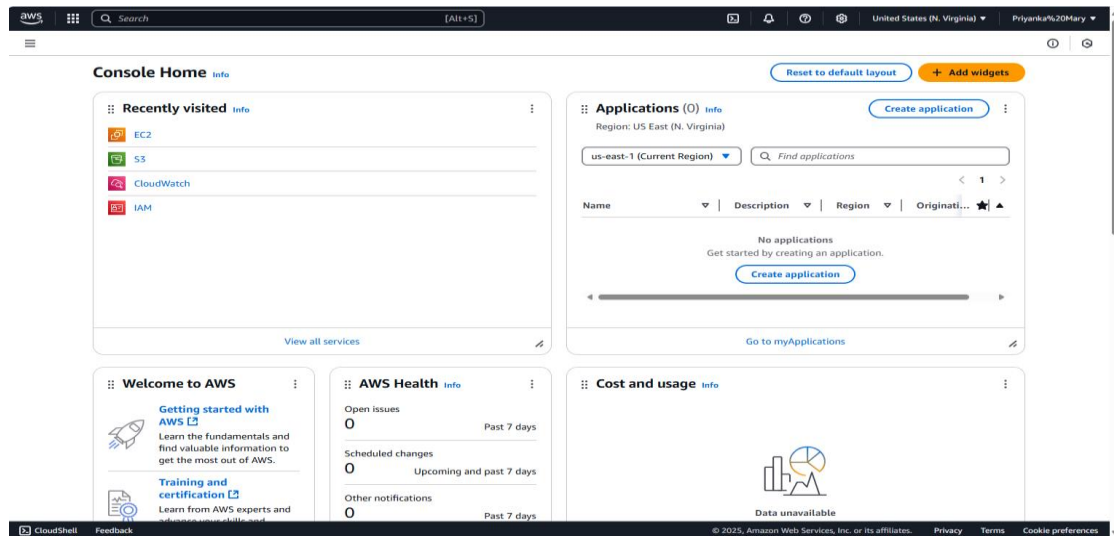 aws
Search [Alt+S] United States (N. Virginia) Priyanka%20Mary
Console Home Info Reset to default layout + Add widgets
Recently visited Info
EC2
S3
CloudWatch
IAM
View all services
Applications (0) Info Create application
Region: US East (N. Virginia)
us-east-1 (Current Region) Find applications
1
Name Description Region Originati...
No applications
Get started by creating an application.
Create application
Go to myApplications
Welcome to AWS
Getting started with
AWS
Learn the fundamentals and
find valuable information to
get the most out of AWS.
Training and
certification
Learn from AWS experts and
advance your skills and
AWS Health Info
Open issues
0 Past 7 days
Scheduled changes
0 Upcoming and past 7 days
Other notifications
0 Past 7 days
Cost and usage Info
Data unavailable
CloudShell Feedback © 2025, Amazon Web Services, Inc. or its affiliates. Privacy Terms Cookie preferences